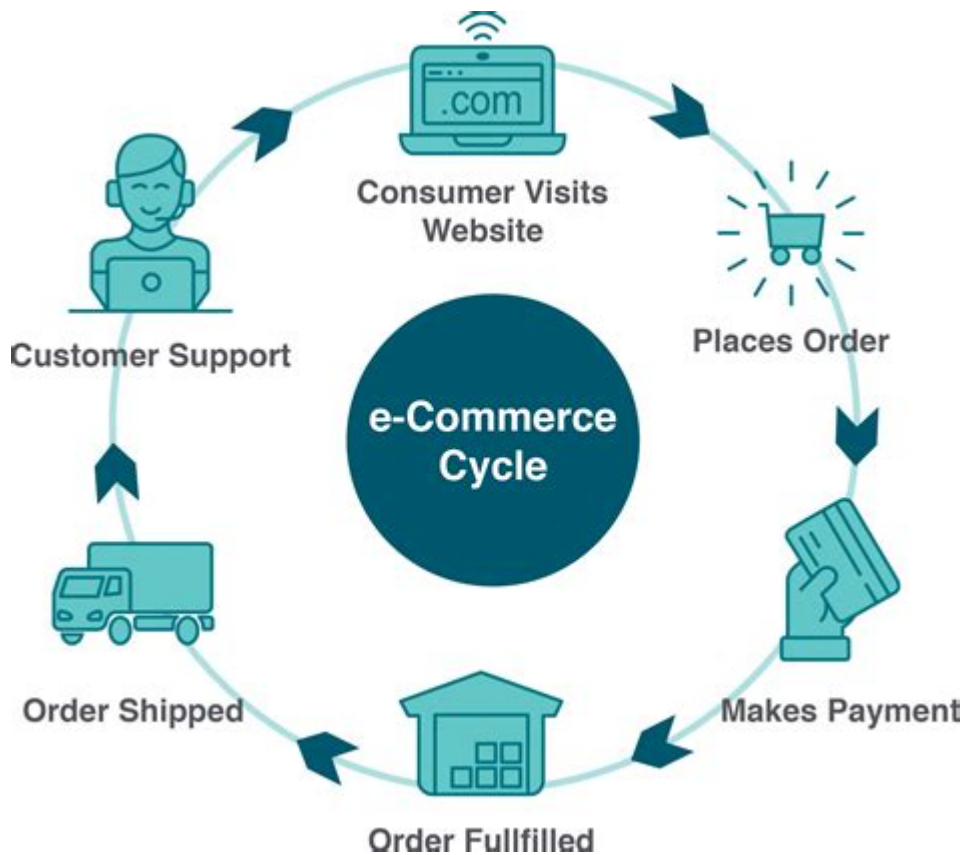 .com
Consumer Visits
Website
Places Order
Makes Payment
Order Fullfilled
Order Shipped
Customer Support
e-Commerce
Cycle